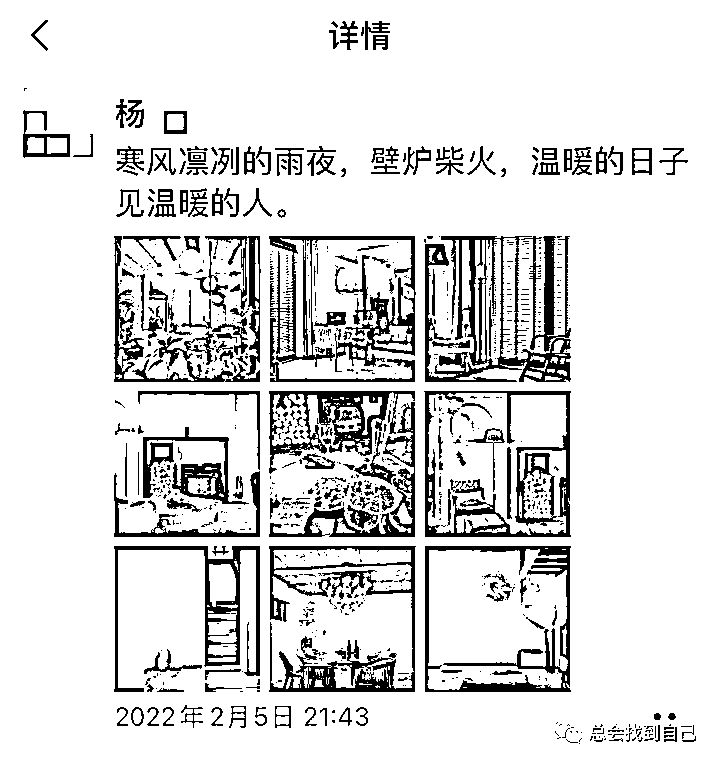 详情
杨
寒风凛冽的雨夜，壁炉柴火，温暖的日子
见温暖的人。
2022年2月5日 21:43
总会找到自己